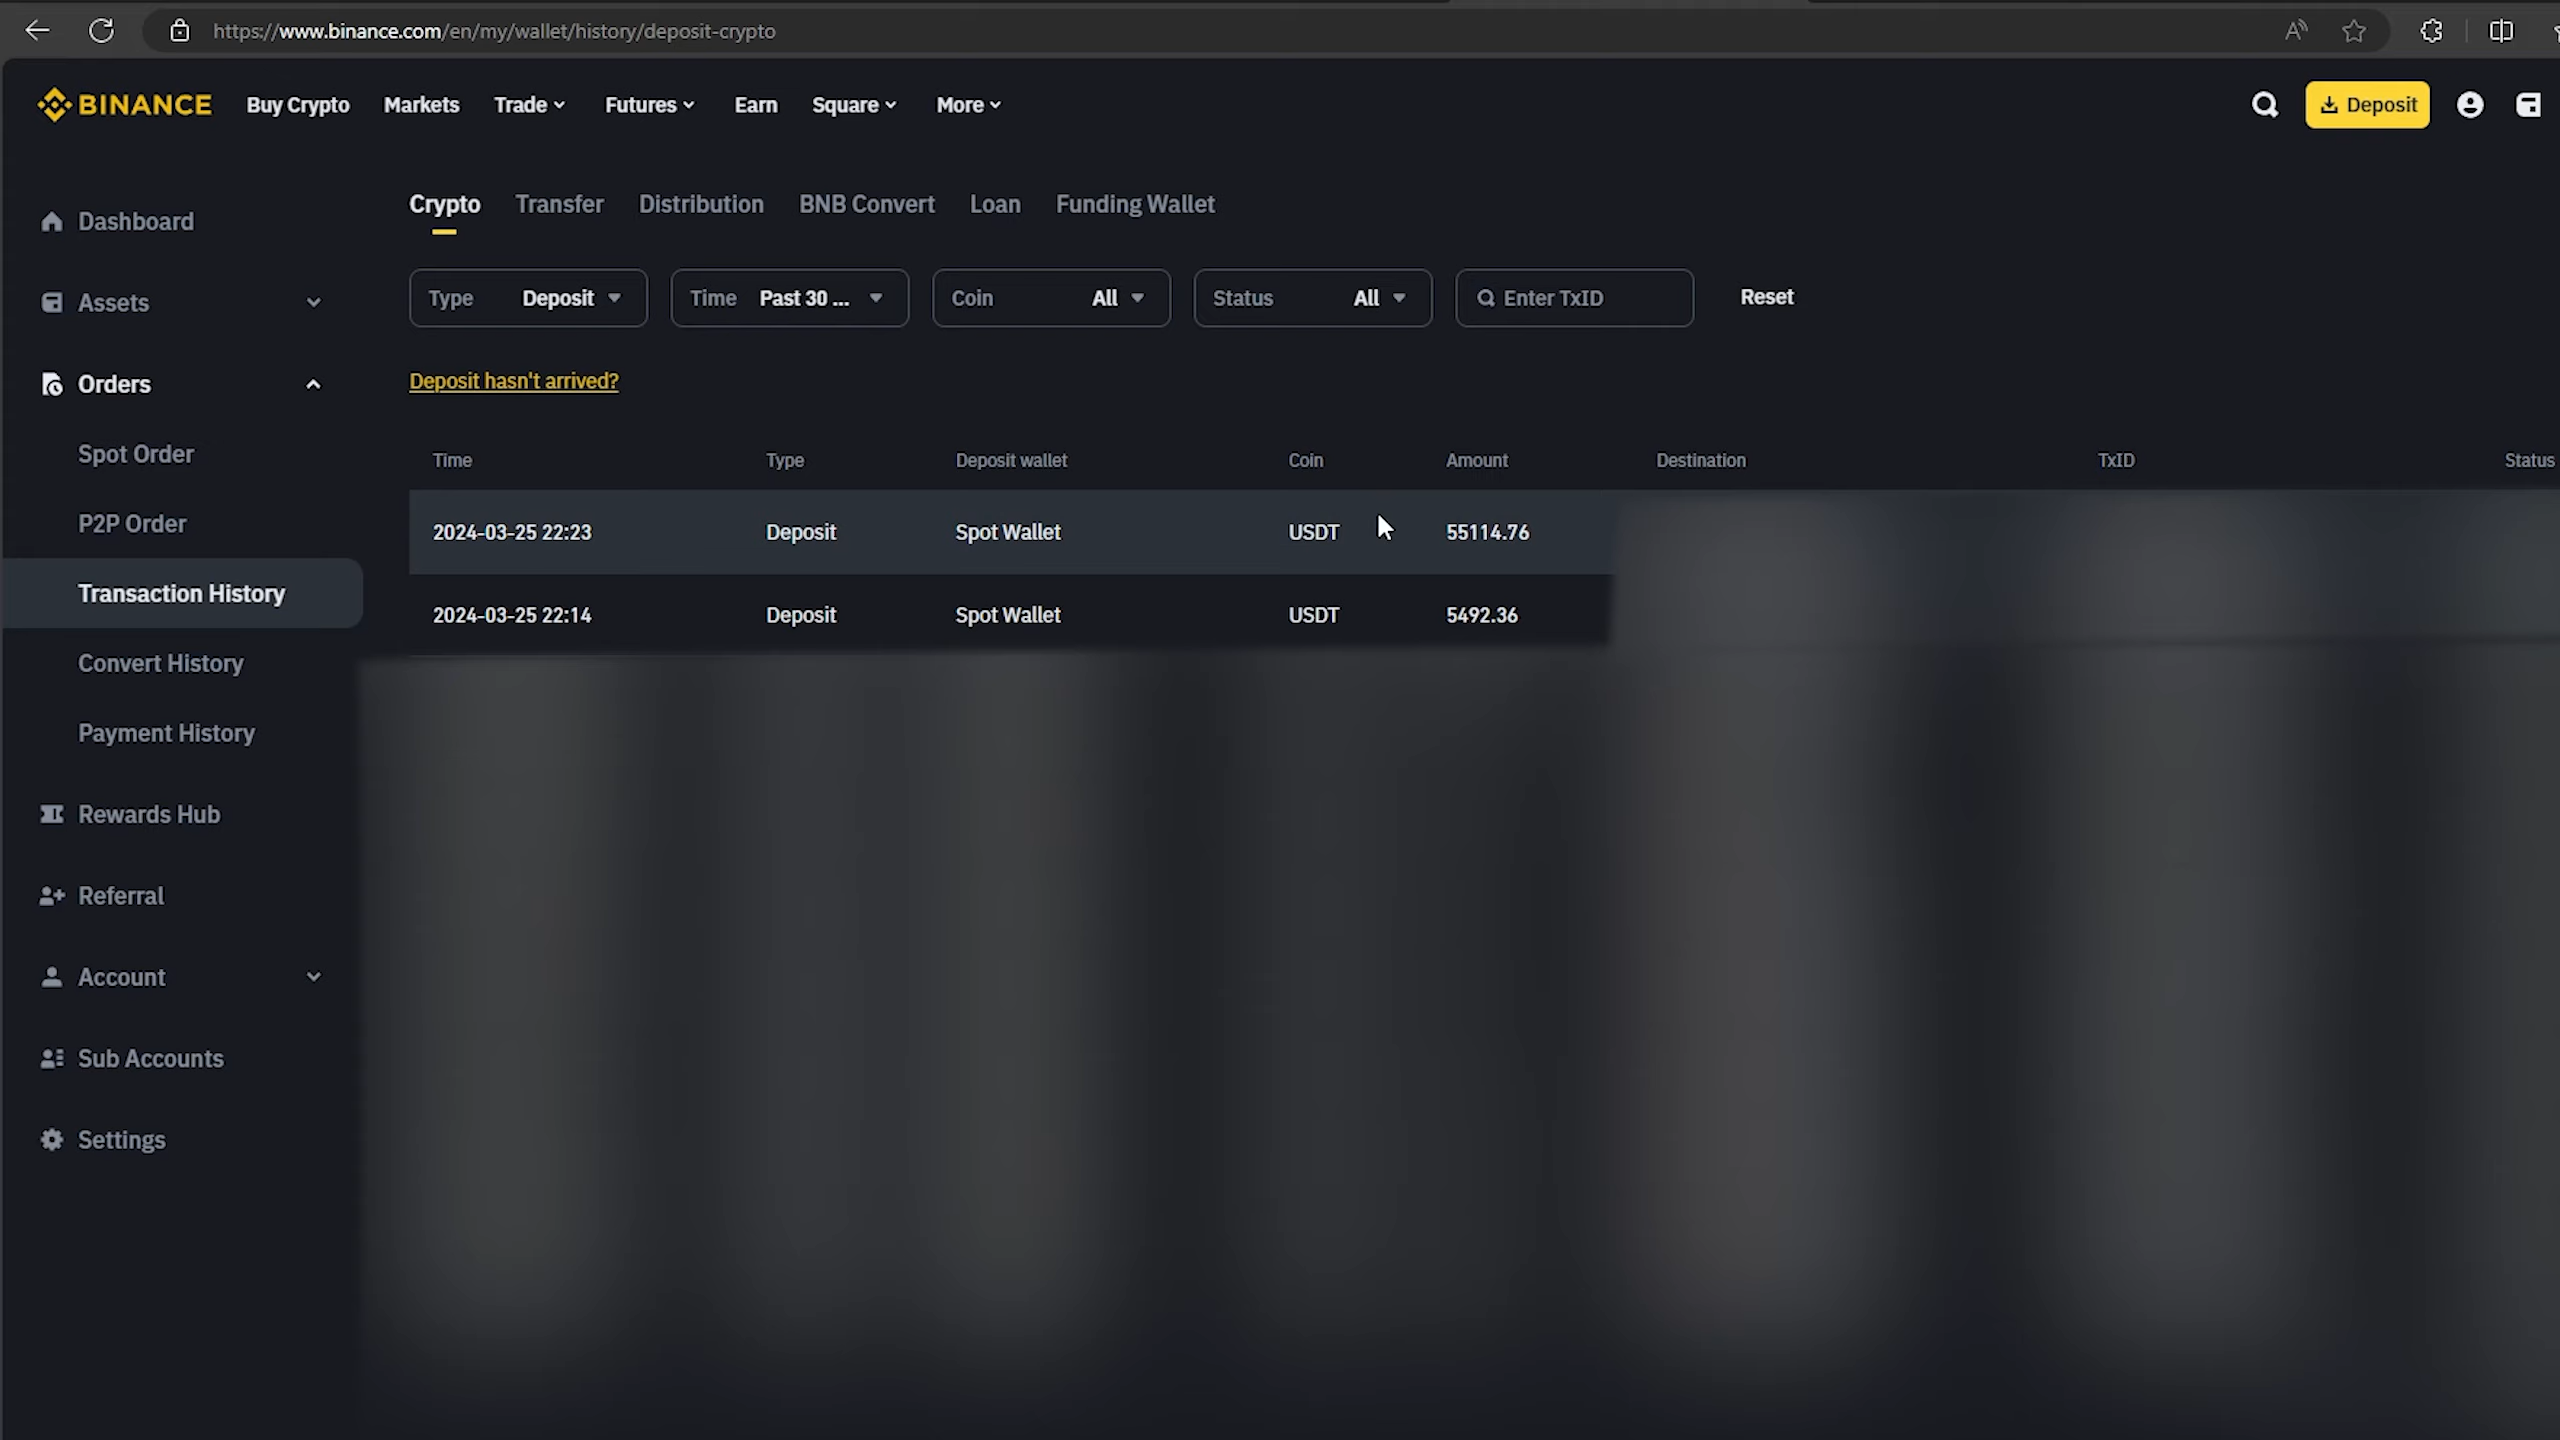 https://www.binance.com/en/my/wallet/history/deposit-crypto
BINANCE Buy Crypto Markets Trade Futures Earn Square More Deposit
Dashboard
Assets
Orders
Spot Order
P2P Order
Transaction History
Convert History
Payment History
Rewards Hub
Referral
Account
Sub Accounts
Settings
Crypto Transfer Distribution BNB Convert Loan Funding Wallet
Type Deposit Time Past 30 ... Coin All Status All Enter TxID Reset
Deposit hasn't arrived?
Time Type Deposit wallet Coin Amount Destination TxID Status
2024-03-25 22:23 Deposit Spot Wallet USDT 55114.76
2024-03-25 22:14 Deposit Spot Wallet USDT 5492.36